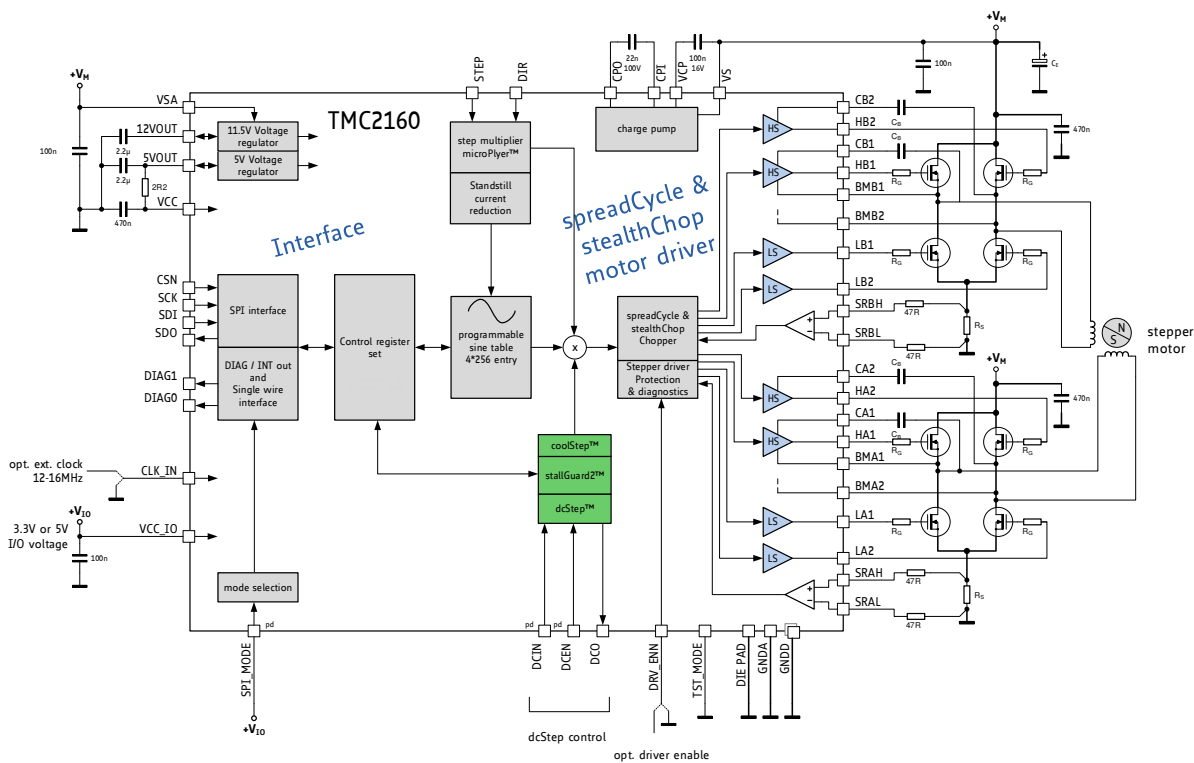 +VM
+VM
22n
100V
100n
16V
100n
CE
STEP
DIR
CPO
CPI
VCP
VS
VSA
TMC2160
12VOUT
2.2µ
5VOUT
2.2µ
100n
2R2
VCC
470n
11.5V Voltage
regulator
5V Voltage
regulator
step multiplier
microPlyer™
Standstill
current
reduction
charge pump
Interface
spreadCycle &
stealthChop
motor driver
HS
HS
LS
LS
CB2
CB
HB2
CB1
CB
HB1
RG
RG
470n
BMB1
BMB2
LB1
RG
RG
LB2
SRBH
47R
RS
SRBL
47R
CSN
SCK
SDI
SDO
SPI interface
DIAG1
DIAG0
DIAG / INT out
and
Single wire
interface
Control register
set
programmable
sine table
4*256 entry
x
spreadCycle &
stealthChop
Chopper
Stepper driver
Protection
& diagnostics
+
−
N
S
stepper
motor
+VM
HS
HS
LS
LS
CA2
CB
HA2
CA1
CB
HA1
RG
RG
470n
BMA1
BMA2
LA1
RG
RG
LA2
SRAH
47R
RS
SRAL
47R
+
−
coolStep™
stallGuard2™
dcStep™
opt. ext. clock
12-16MHz
CLK_IN
+VIO
3.3V or 5V
I/O voltage
VCC_IO
100n
mode selection
pd
pd
pd
SPI_MODE
DCIN
DCEN
DCO
DRV_ENN
TST_MODE
DIE PAD
GNDA
GNDD
+VIO
dcStep control
opt. driver enable